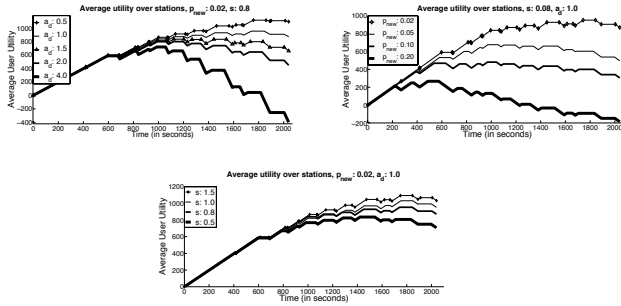 Average utility over stations, p_new: 0.02, s: 0.8
a_d: 0.5
a_d: 1.0
a_d: 1.5
a_d: 2.0
a_d: 4.0
Average User Utility
1000
800
600
400
200
0
−200
−400
0 200 400 600 800 1000 1200 1400 1600 1800 2000
Time (in seconds)
Average utility over stations, s: 0.08, a_d: 1.0
p_new: 0.02
p_new: 0.05
p_new: 0.10
p_new: 0.20
Average User Utility
1000
800
600
400
200
0
−200
0 200 400 600 800 1000 1200 1400 1600 1800 2000
Time (in seconds)
Average utility over stations, p_new: 0.02, a_d: 1.0
s: 1.5
s: 1.0
s: 0.8
s: 0.5
Average User Utility
1200
1000
800
600
400
200
0
0 200 400 600 800 1000 1200 1400 1600 1800 2000 2200
Time (in seconds)